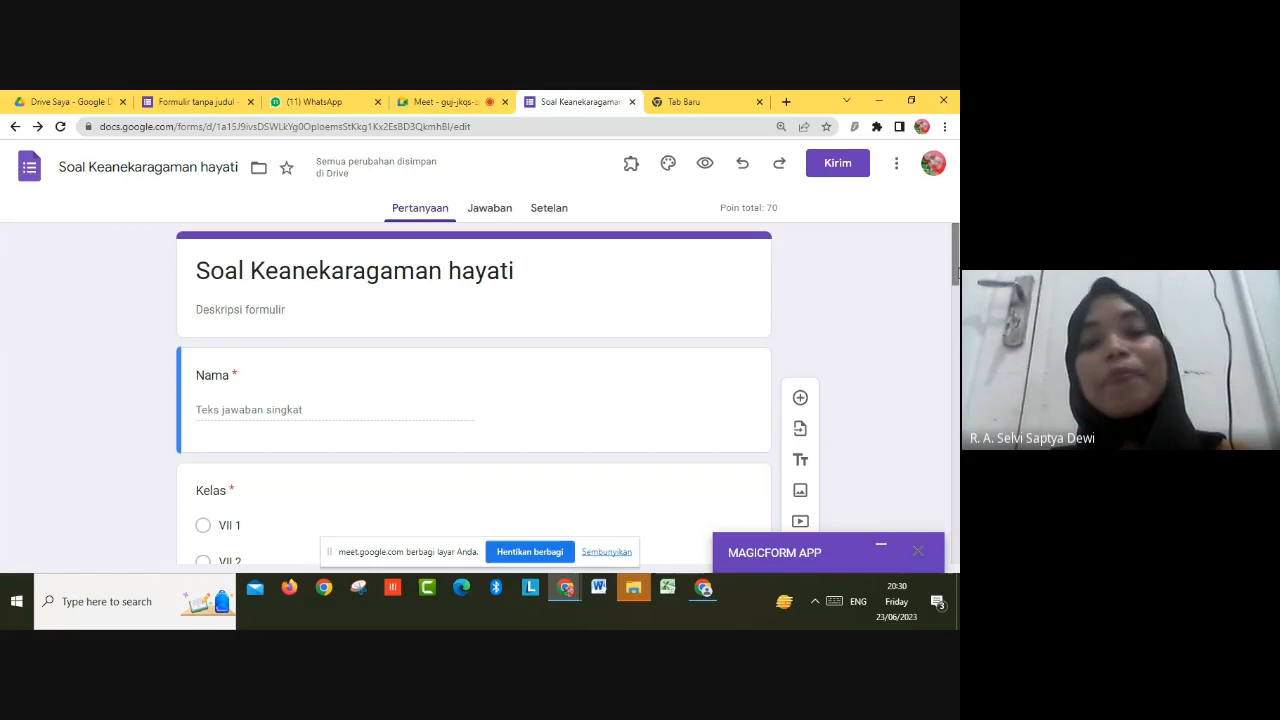 Drive Saya - Google D
Formulir tanpa judul -
(11) WhatsApp
Meet - guj-jkqs-
Soal Keanekaragaman
Tab Baru
Soal Keanekaragaman hayati
Semua perubahan disimpan
di Drive
Kirim
Pertanyaan
Jawaban
Setelan
Poin total: 70
Soal Keanekaragaman hayati
Deskripsi formulir
Nama *
Teks jawaban singkat
Kelas *
VII 1
VII 2
meet.google.com berbagi layar Anda.
Hentikan berbagi
Sembunyikan
MAGICFORM APP
R. A. Selvi Saptya Dewi
Type here to search
ENG
20:30
Friday
23/06/2023
3